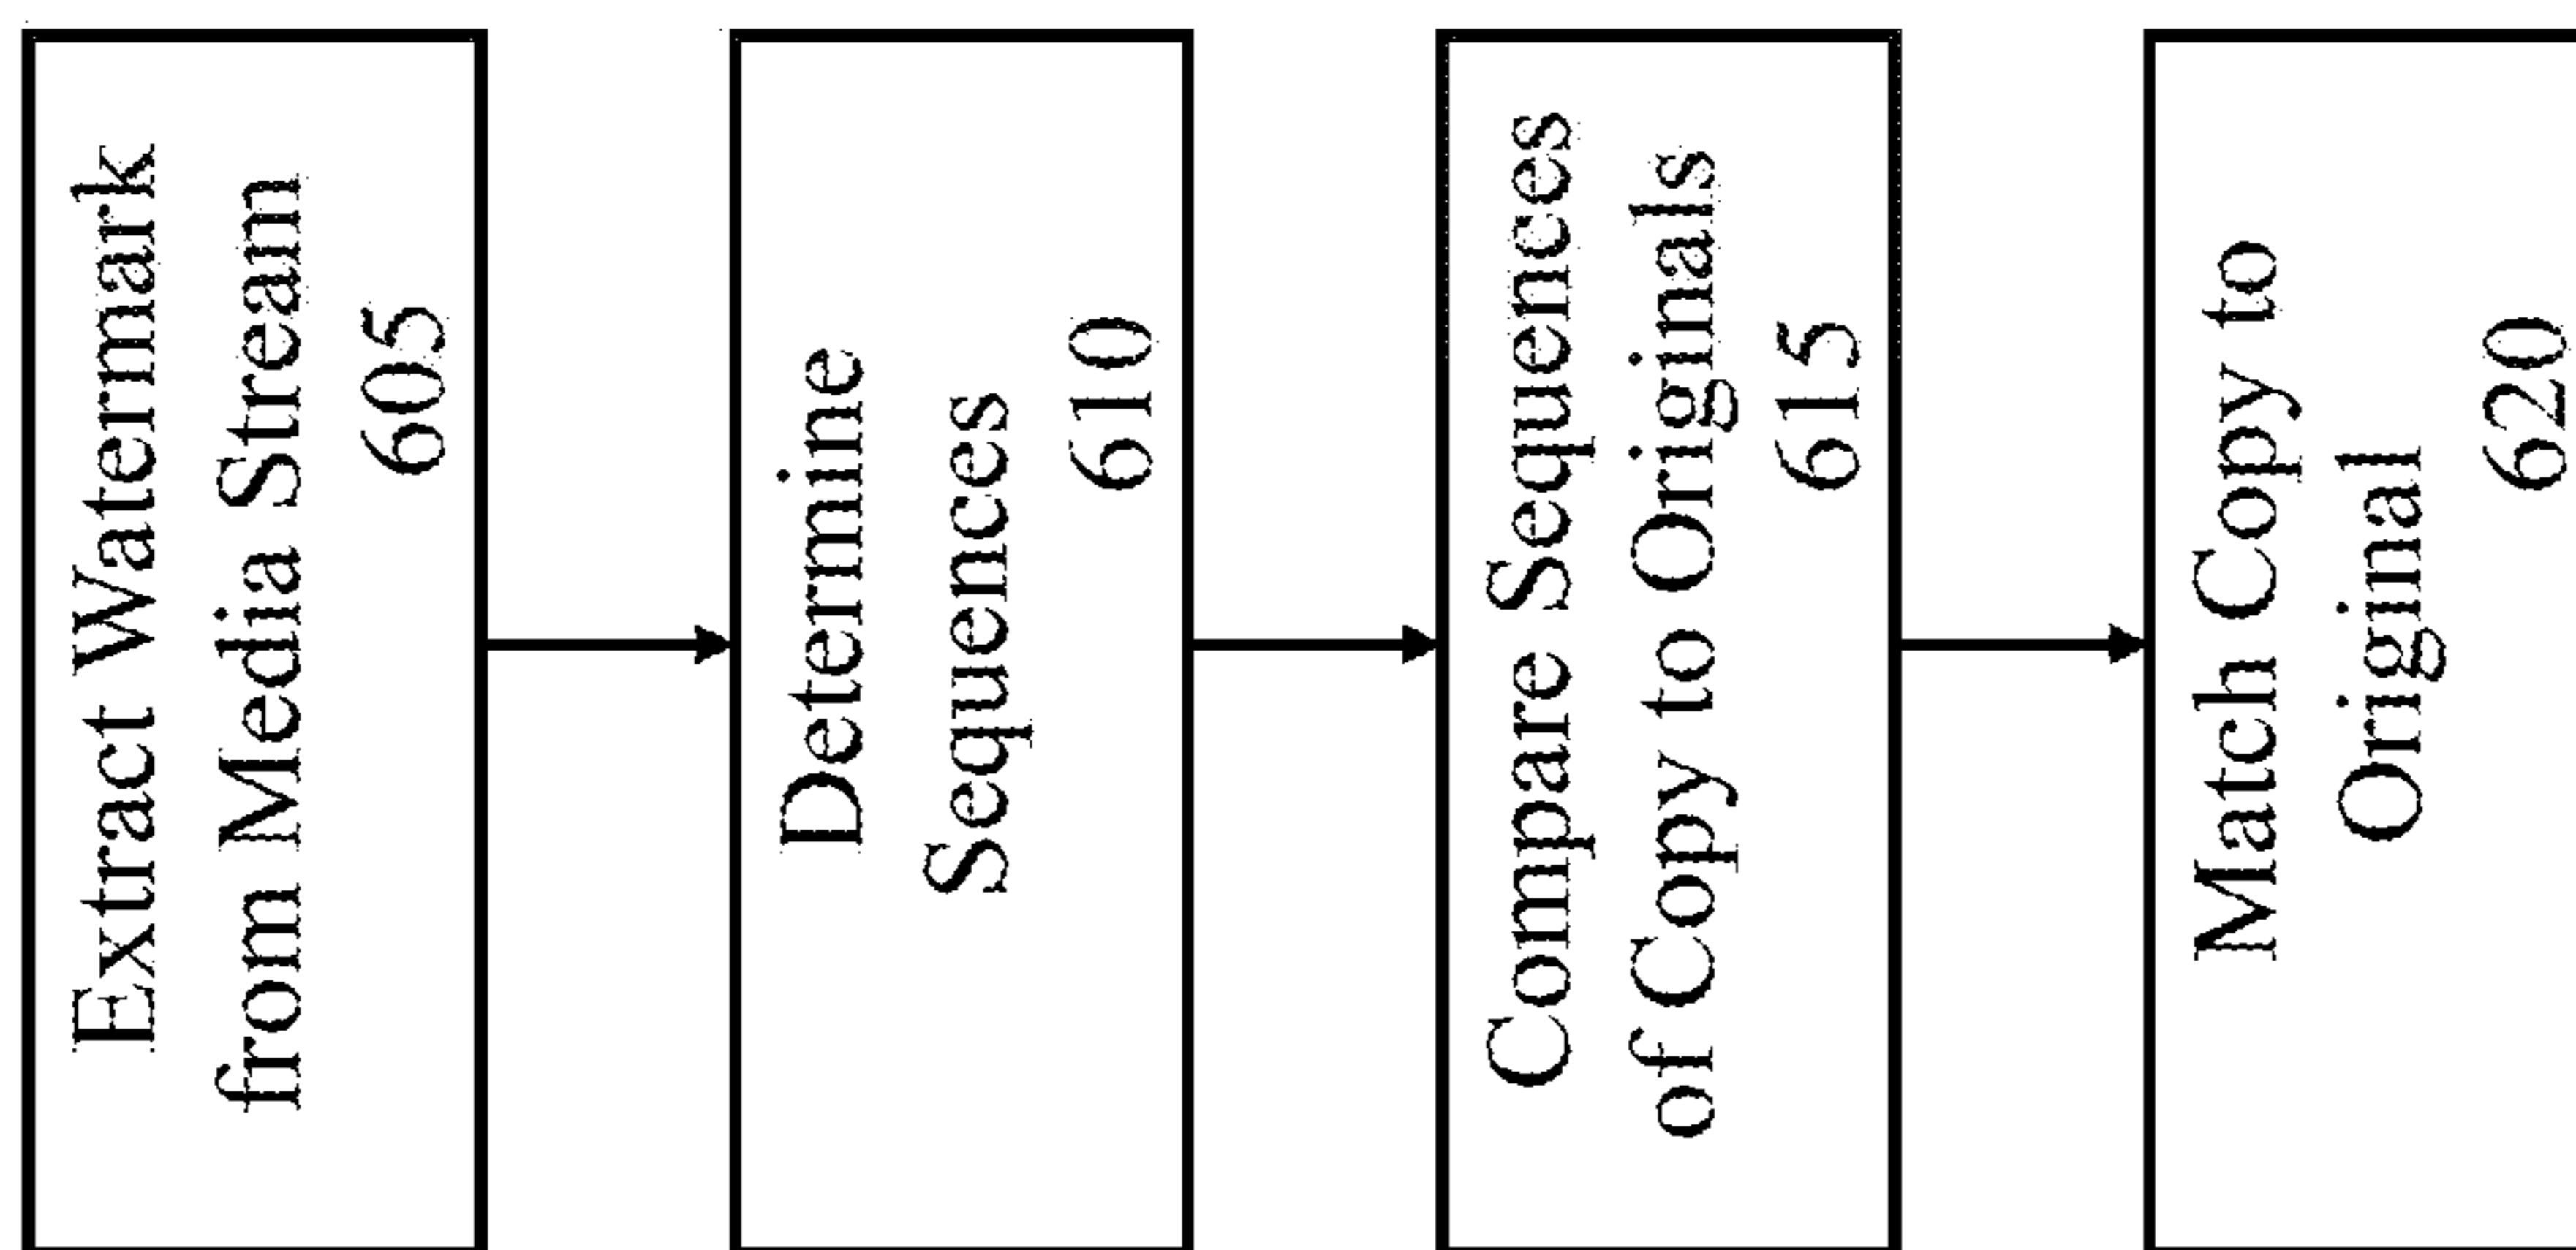 Extract Watermark
from Media Stream
605
Determine
Sequences
610
Compare Sequences
of Copy to Originals
615
Match Copy to
Original
620